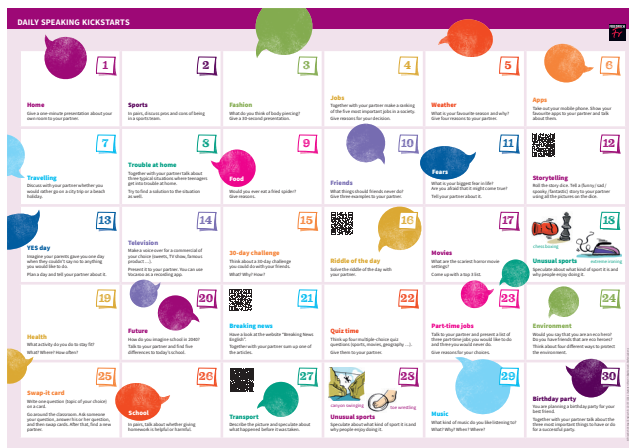 DAILY SPEAKING KICKSTARTS
1
Home
Give a one-minute presentation about your
own room to your partner.
2
Sports
In pairs, discuss pros and cons of being
in a sports team.
3
Fashion
What do you think of body piercing?
Give a 30-second presentation.
4
Jobs
Together with your partner make a ranking
of the five most important jobs in a society.
Give reasons for your decision.
5
Weather
What is your favourite season and why?
Give four reasons to your partner.
6
Apps
Take out your mobile phone. Show your
favourite apps to your partner and talk
about them.
7
Travelling
Discuss with your partner whether you
would rather go on a city trip or a beach
holiday.
8
Trouble at home
Together with your partner talk about
three typical situations where teenagers
get into trouble at home.
Try to find a solution to the situation
as well.
9
Food
Would you ever eat a fried spider?
Give reasons.
10
Friends
What things should friends never do?
Give three examples to your partner.
11
Fears
What is your biggest fear in life?
Are you afraid that it might come true?
Tell your partner about it.
12
Storytelling
Roll the story dice. Tell a (funny / sad /
spooky / fantastic) story to your partner
using all the pictures on the dice.
13
YES day
Imagine your parents gave you one day
when they couldn't say no to anything
you would like to do.
Plan a day and tell your partner about it.
14
Television
Make a voice over of a commercial of
your choice (sweets, TV show, famous
product ...).
Present it to your partner. You can use
Vocaroo as a recording app.
15
30-day challenge
Think about a 30-day challenge
you could do with your friends.
What? Why? How?
16
Riddle of the day
Solve the riddle of the day with
your partner.
17
Movies
What are the scariest horror movie
settings?
Come up with a top 3 list.
18
chess boxing
extreme ironing
Unusual sports
Speculate about what kind of sport it is and
why people enjoy doing it.
19
Health
What activity do you do to stay fit?
What? Where? How often?
20
Future
How do you imagine school in 2040?
Talk to your partner and find five
differences to today's school.
21
Breaking news
Have a look at the website "Breaking News
English".
Together with your partner sum up one of
the articles.
22
Quiz time
Think up four multiple-choice quiz
questions (sports, movies, geography ...).
Give them to your partner.
23
Part-time jobs
Talk to your partner and present a list of
three part-time jobs you would like to do
and three you would never do.
Give reasons for your choices.
24
Environment
Would you say that you are an eco hero?
Do you have friends that are eco heroes?
Think about four different ways to protect
the environment.
25
Swap-it card
Write one question (topic of your choice)
on a card.
Go around the classroom. Ask someone
your question, answer his or her question,
and then swap cards. After that, find a new
partner.
26
School
In pairs, talk about whether giving
homework is helpful or harmful.
27
Transport
Describe the picture and speculate about
what happened before it was taken.
28
canyon swinging
toe wrestling
Unusual sports
Speculate about what kind of sport it is and
why people enjoy doing it.
29
Music
What kind of music do you like listening to?
What? Why? When? Where?
30
Birthday party
You are planning a birthday party for your
best friend.
Together with your partner talk about the
three most important things to have or do
for a successful party.